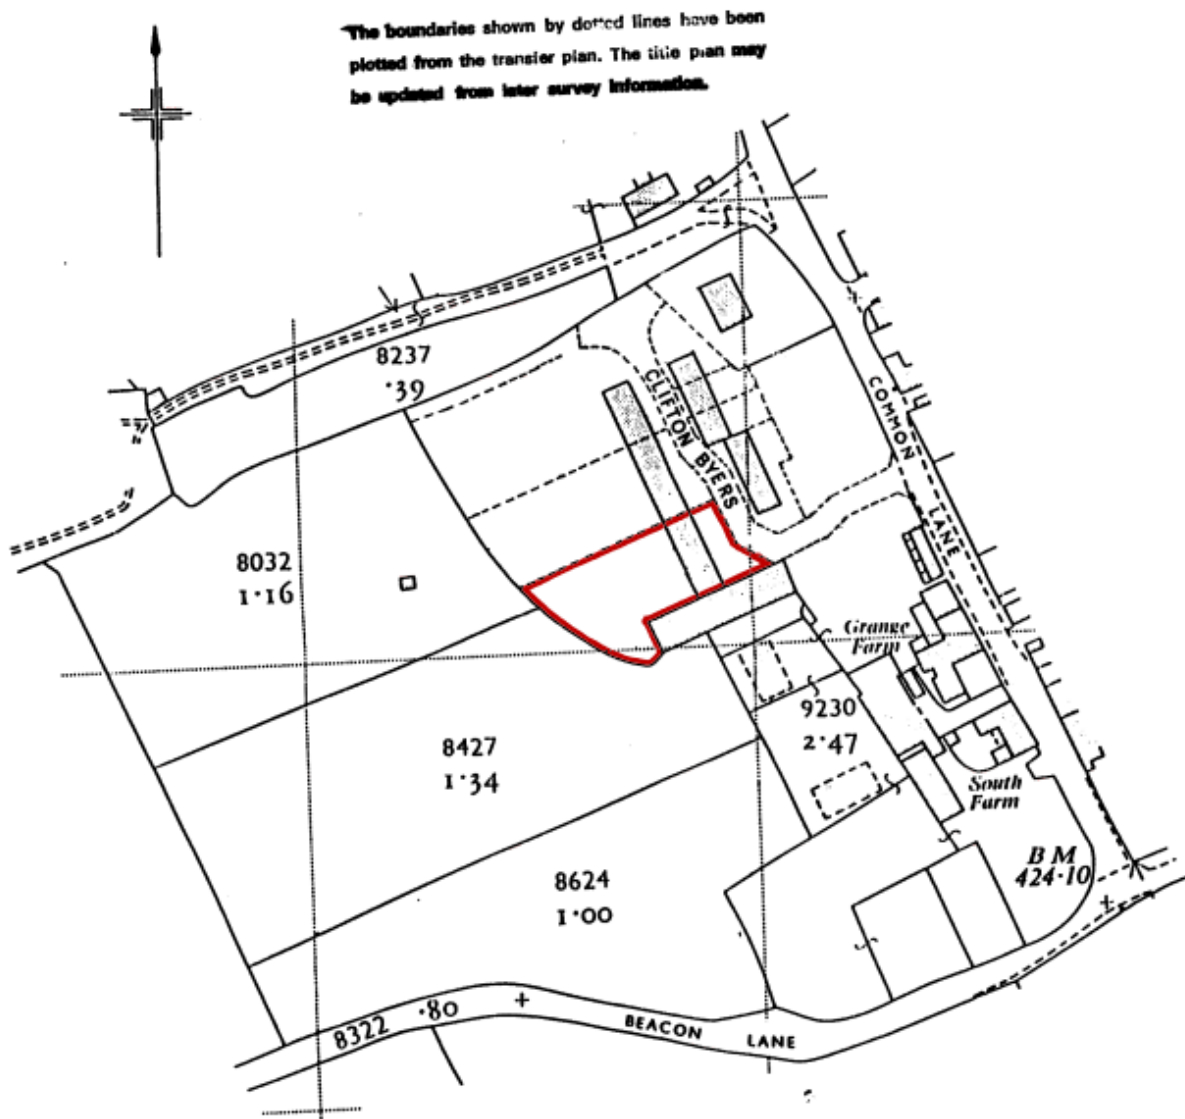 The boundaries shown by dotted lines have been
plotted from the transfer plan. The title plan may
be updated from later survey information.
8237
·39
CLIFTON BYERS
COMMON LANE
8032
1·16
Grange
Farm
9230
2·47
8427
1·34
South
Farm
BM
424·10
8624
1·00
8322 ·80
BEACON LANE